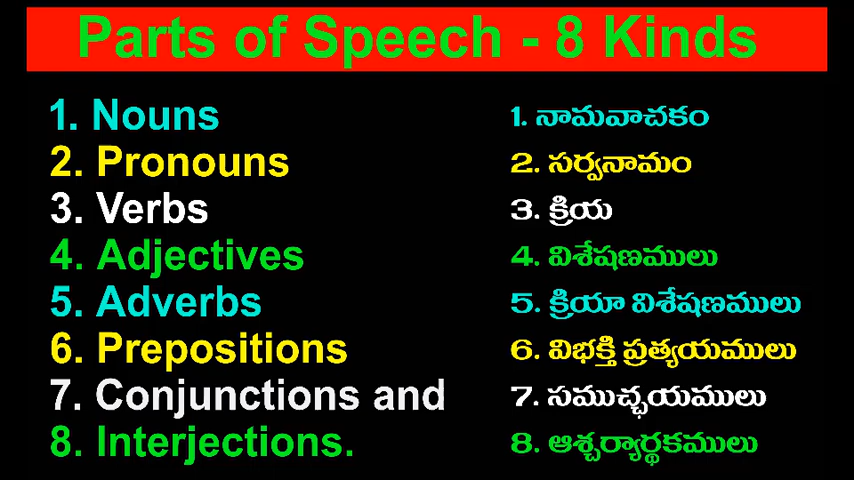 Parts of Speech - 8 Kinds
1. Nouns
1. నామవాచకం
2. Pronouns
2. సర్వనామం
3. Verbs
3. క్రియ
4. Adjectives
4. విశేషణములు
5. Adverbs
5. క్రియా విశేషణములు
6. Prepositions
6. విభక్తి ప్రత్యయములు
7. Conjunctions and
7. సముచ్ఛయములు
8. Interjections.
8. ఆశ్చర్యార్థకములు